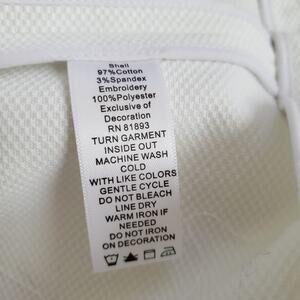 Shell
97%Cotton
3%Spandex
Embroidery
100%Polyester
Exclusive of
Decoration
RN 81893
TURN GARMENT
INSIDE OUT
MACHINE WASH
COLD
WITH LIKE COLORS
GENTLE CYCLE
DO NOT BLEACH
LINE DRY
WARM IRON IF
NEEDED
DO NOT IRON
ON DECORATION